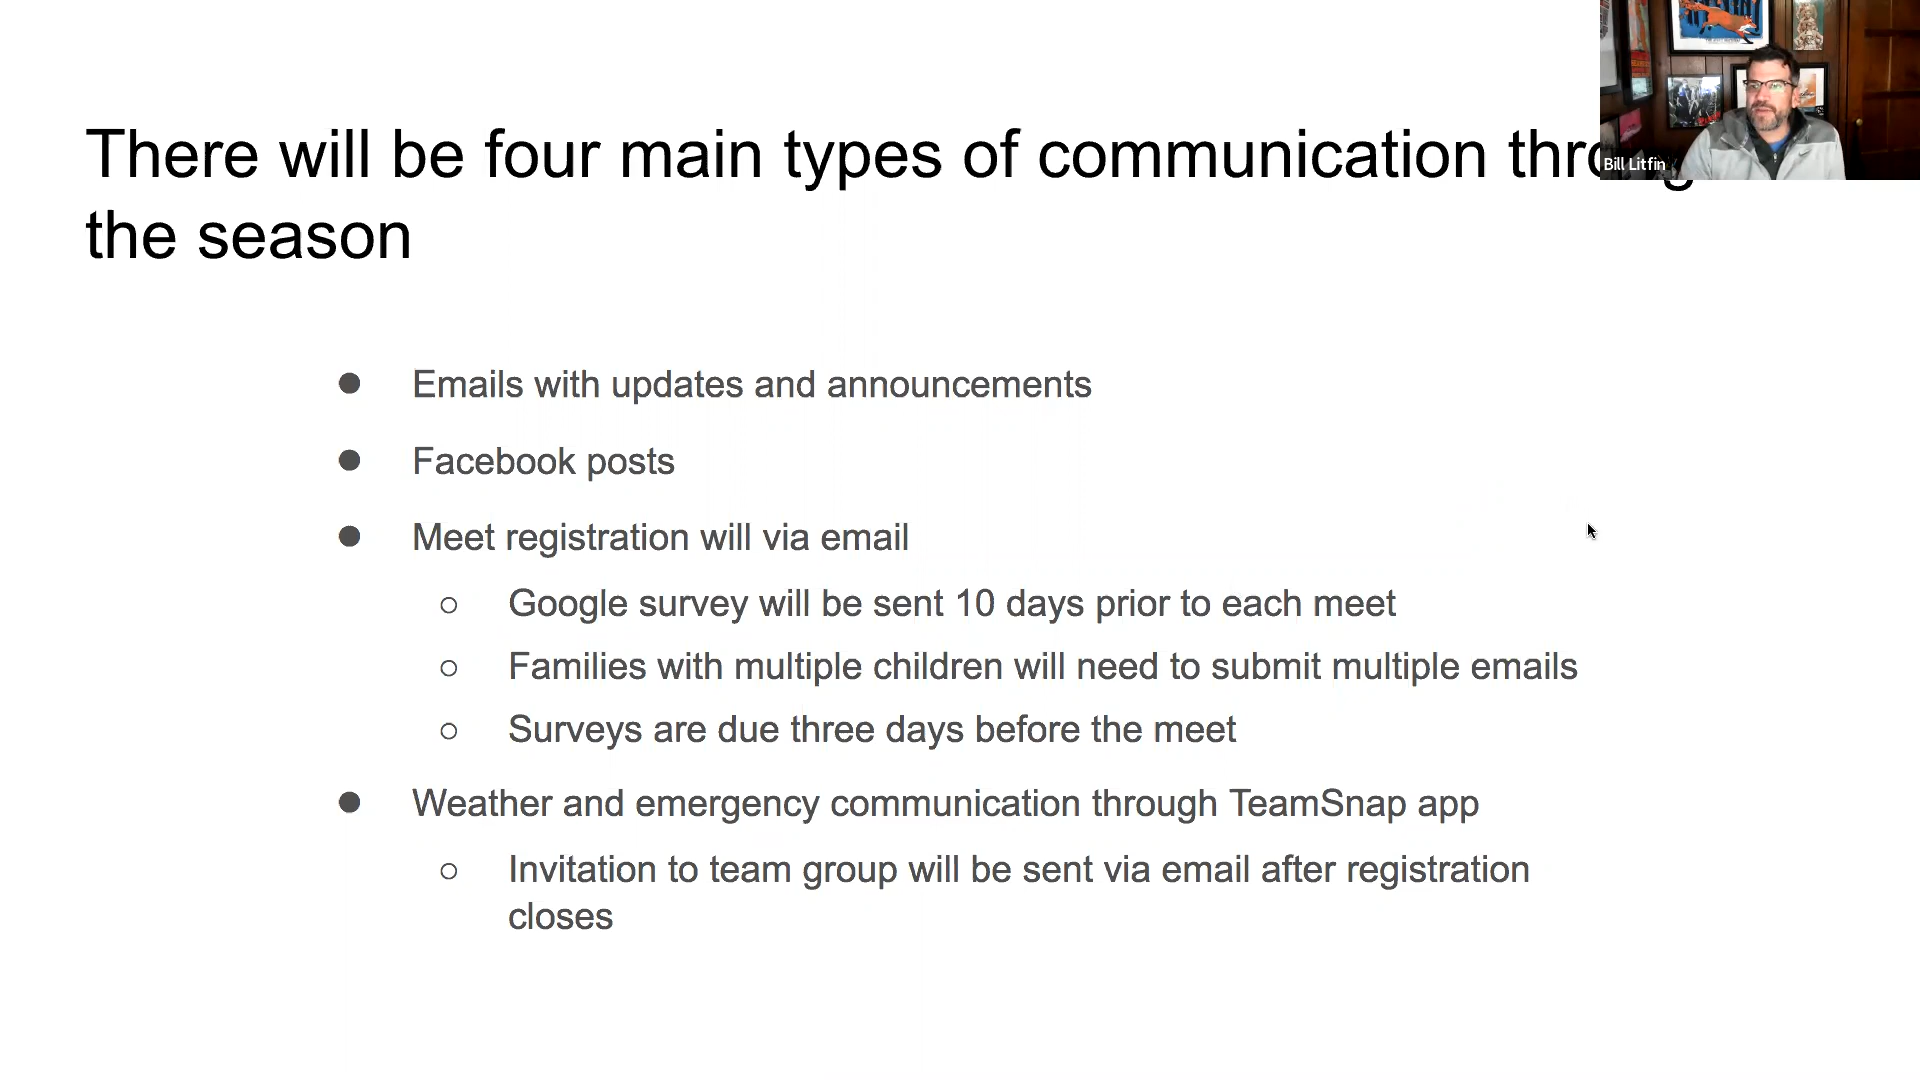 There will be four main types of communication
the season
Bill Litfin
● Emails with updates and announcements
● Facebook posts
● Meet registration will via email
○ Google survey will be sent 10 days prior to each meet
○ Families with multiple children will need to submit multiple emails
○ Surveys are due three days before the meet
● Weather and emergency communication through TeamSnap app
○ Invitation to team group will be sent via email after registration
closes